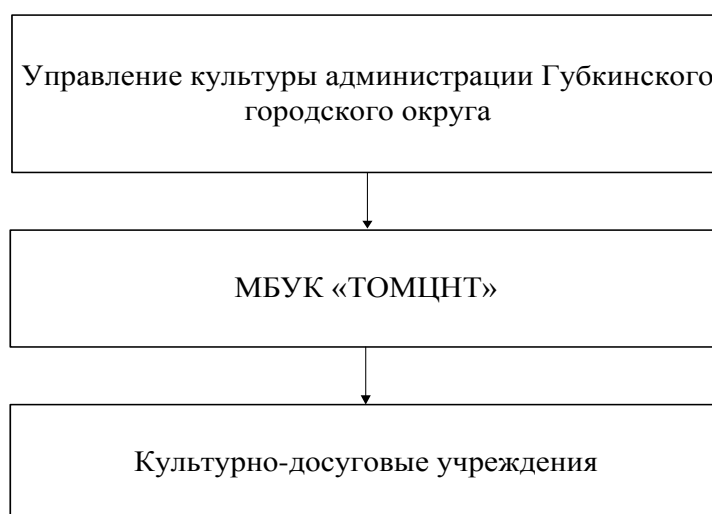 Управление культуры администрации Губкинского
городского округа
МБУК «ТОМЦНТ»
Культурно-досуговые учреждения